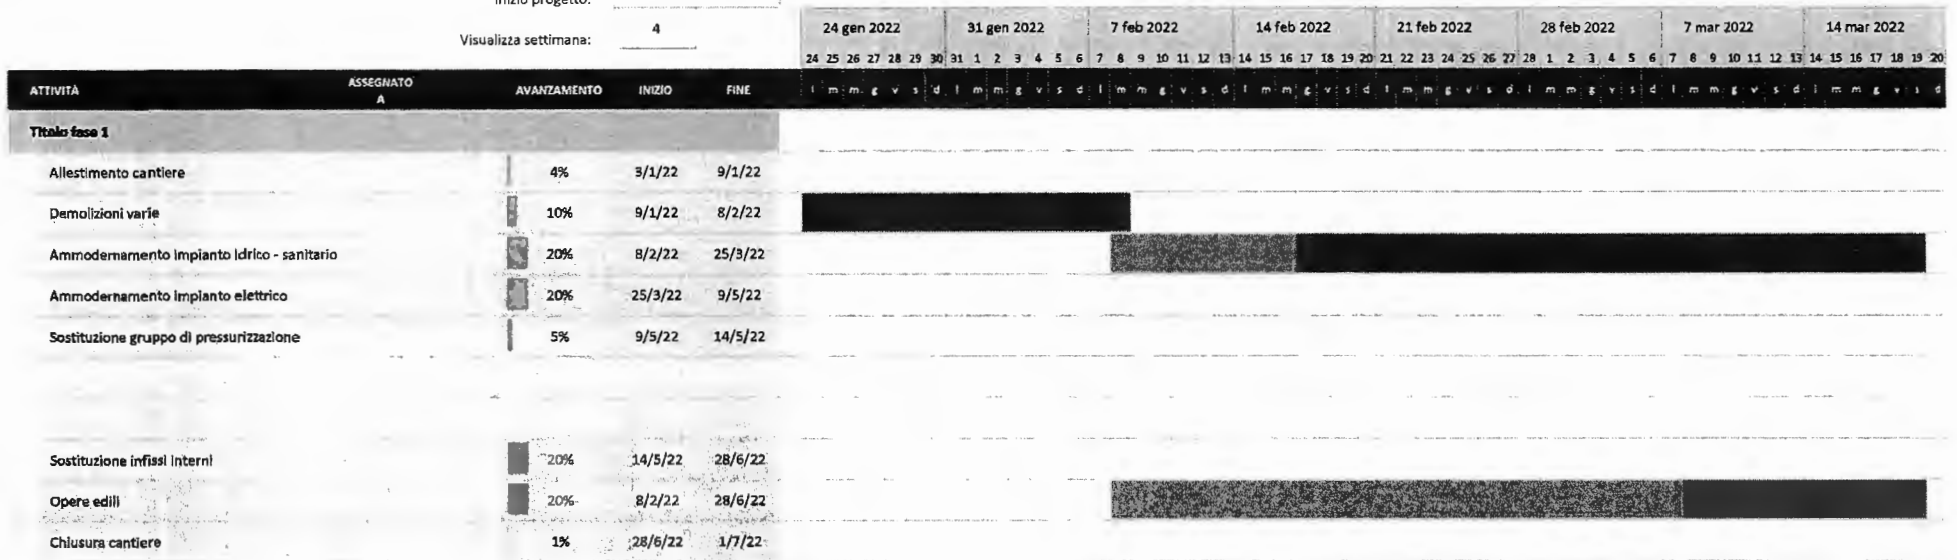 Inizio progetto:
Visualizza settimana: 4
24 gen 2022 31 gen 2022 7 feb 2022 14 feb 2022 21 feb 2022 28 feb 2022 7 mar 2022 14 mar 2022
24 25 26 27 28 29 30 31 1 2 3 4 5 6 7 8 9 10 11 12 13 14 15 16 17 18 19 20 21 22 23 24 25 26 27 28 1 2 3 4 5 6 7 8 9 10 11 12 13 14 15 16 17 18 19 20
ATTIVITÀ ASSEGNATO A AVANZAMENTO INIZIO FINE l m m g v s d l m m g v s d l m m g v s d l m m g v s d l m m g v s d l m m g v s d l m m g v s d l m m g v s d
Titolo fase 1
Allestimento cantiere 4% 3/1/22 9/1/22
Demolizioni varie 10% 9/1/22 8/2/22
Ammodernamento impianto idrico - sanitario 20% 8/2/22 25/3/22
Ammodernamento impianto elettrico 20% 25/3/22 9/5/22
Sostituzione gruppo di pressurizzazione 5% 9/5/22 14/5/22
Sostituzione infissi interni 20% 14/5/22 28/6/22
Opere edili 20% 8/2/22 28/6/22
Chiusura cantiere 1% 28/6/22 1/7/22